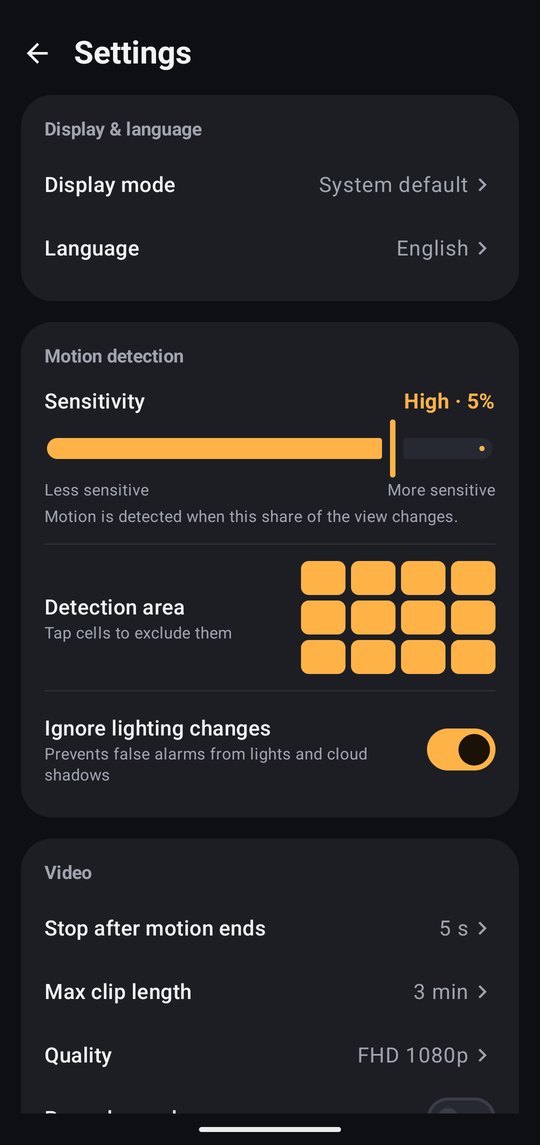 Settings
Display & language
Display mode
System default
Language
English
Motion detection
Sensitivity
High · 5%
Less sensitive
More sensitive
Motion is detected when this share of the view changes.
Detection area
Tap cells to exclude them
Ignore lighting changes
Prevents false alarms from lights and cloud
shadows
Video
Stop after motion ends
5 s
Max clip length
3 min
Quality
FHD 1080p